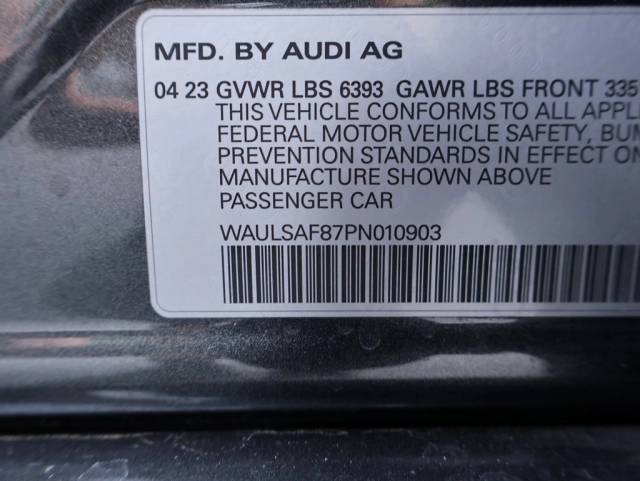 MFD. BY AUDI AG
04 23 GVWR LBS 6393 GAWR LBS FRONT 335
THIS VEHICLE CONFORMS TO ALL APPL
FEDERAL MOTOR VEHICLE SAFETY, BUM
PREVENTION STANDARDS IN EFFECT ON
MANUFACTURE SHOWN ABOVE
PASSENGER CAR
WAULSAF87PN010903